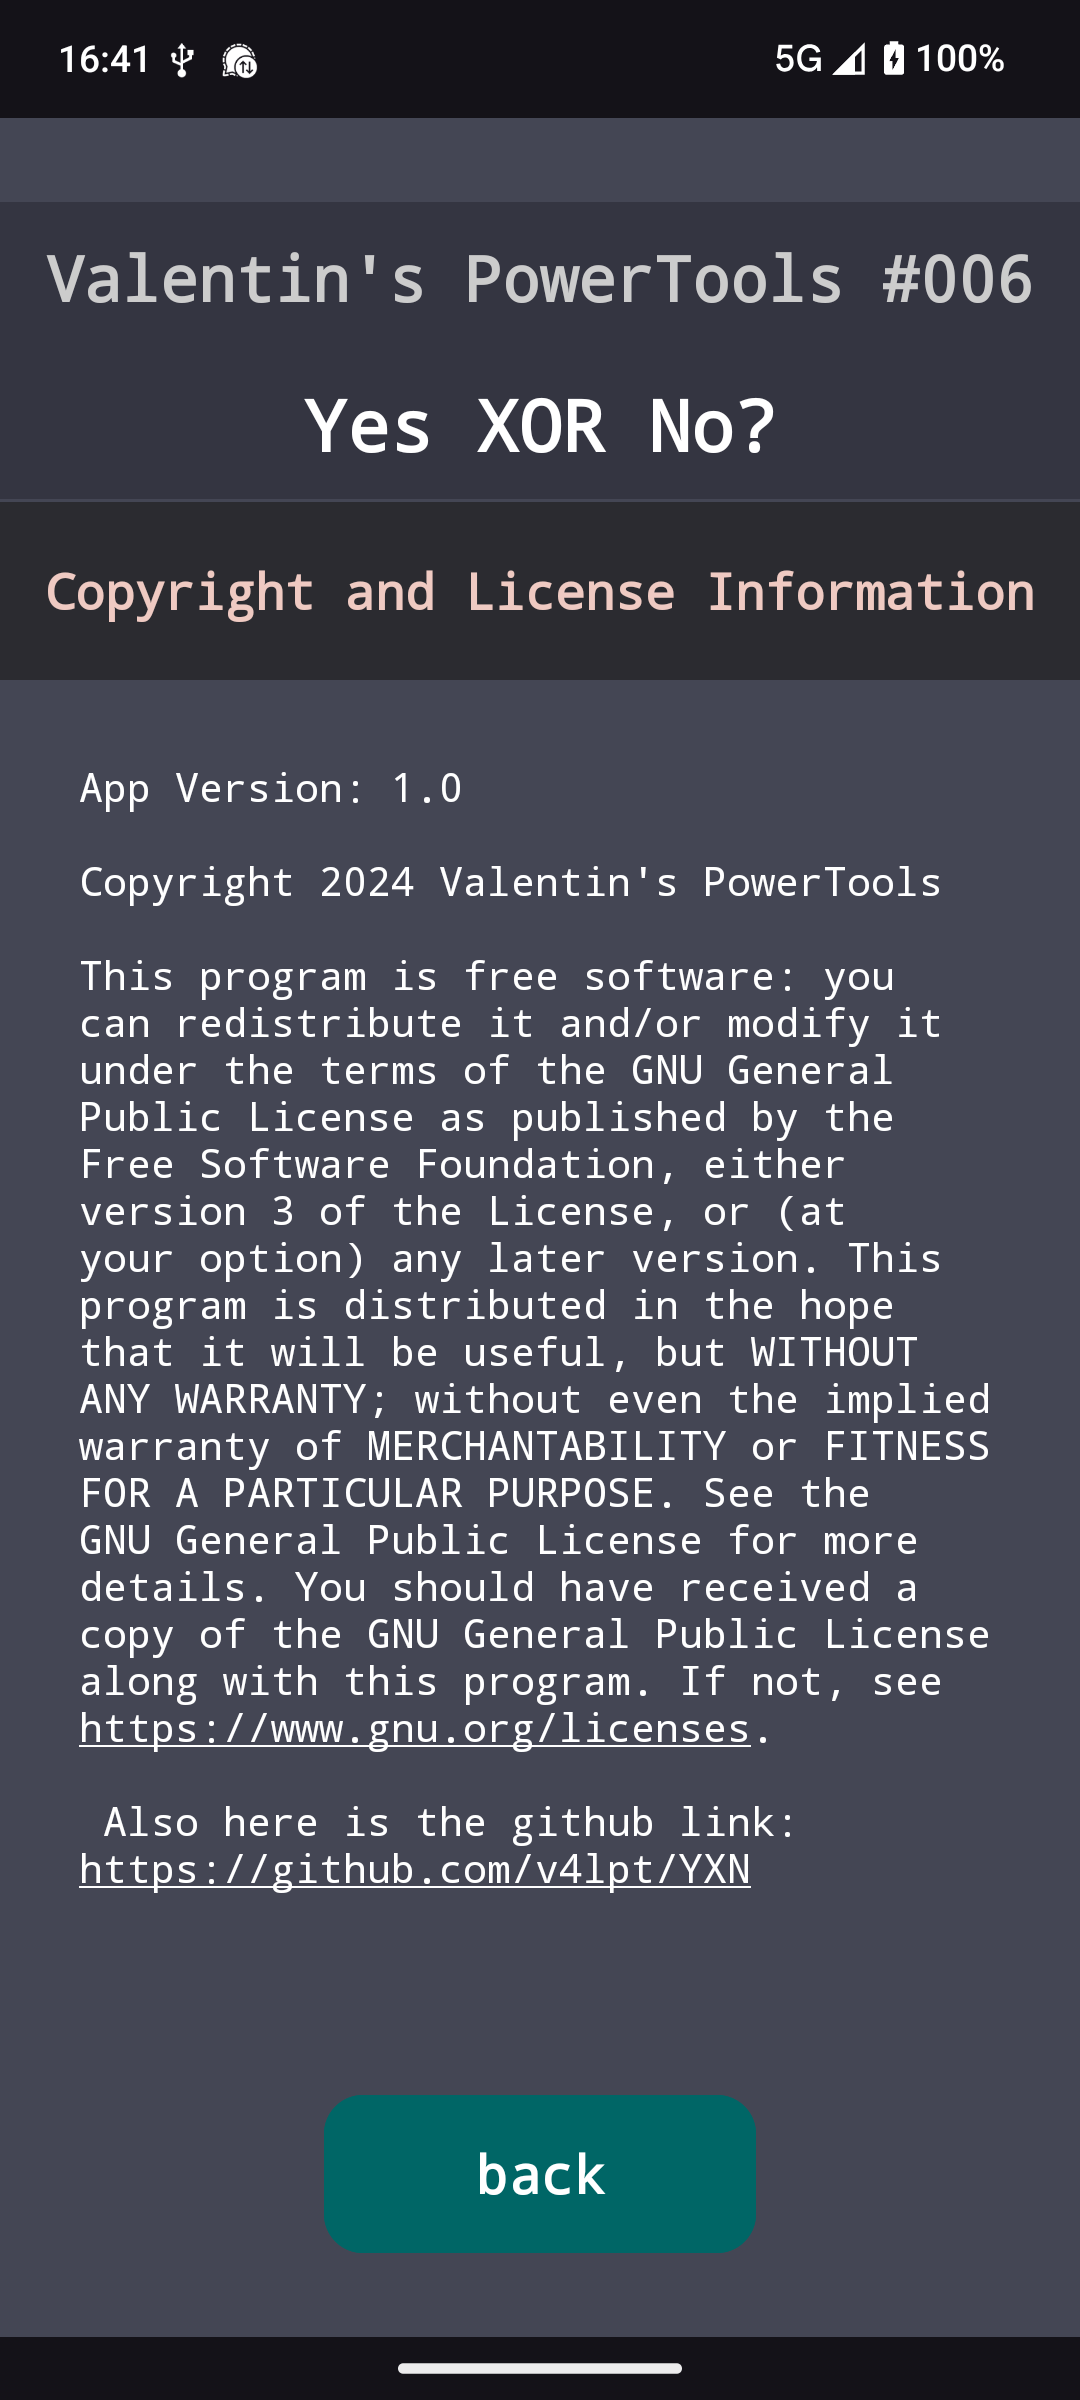 16:41
5G 100%
Valentin's PowerTools #006
Yes XOR No?
Copyright and License Information
App Version: 1.0
Copyright 2024 Valentin's PowerTools
This program is free software: you
can redistribute it and/or modify it
under the terms of the GNU General
Public License as published by the
Free Software Foundation, either
version 3 of the License, or (at
your option) any later version. This
program is distributed in the hope
that it will be useful, but WITHOUT
ANY WARRANTY; without even the implied
warranty of MERCHANTABILITY or FITNESS
FOR A PARTICULAR PURPOSE. See the
GNU General Public License for more
details. You should have received a
copy of the GNU General Public License
along with this program. If not, see
https://www.gnu.org/licenses.
Also here is the github link:
https://github.com/v4lpt/YXN
back